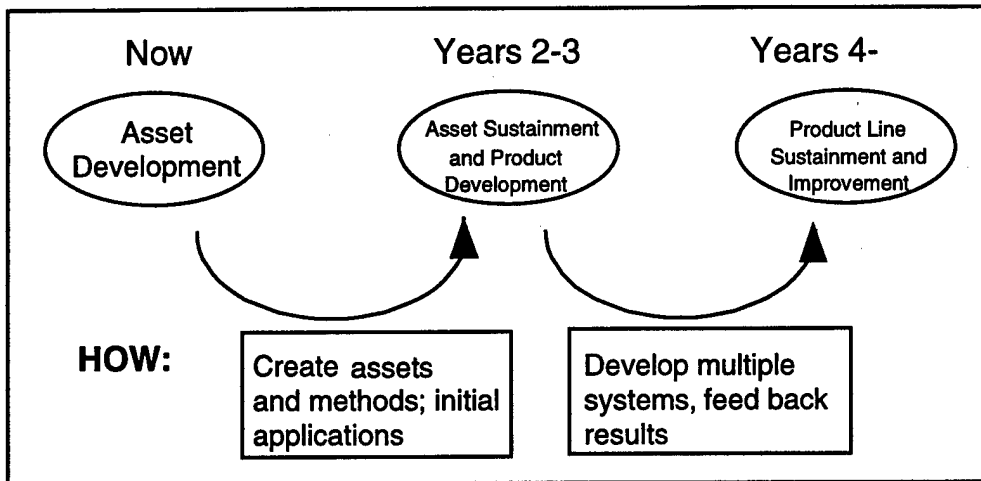 Now
Years 2-3
Years 4-
Asset
Development
Asset Sustainment
and Product
Development
Product Line
Sustainment and
Improvement
HOW:
Create assets
and methods; initial
applications
Develop multiple
systems, feed back
results